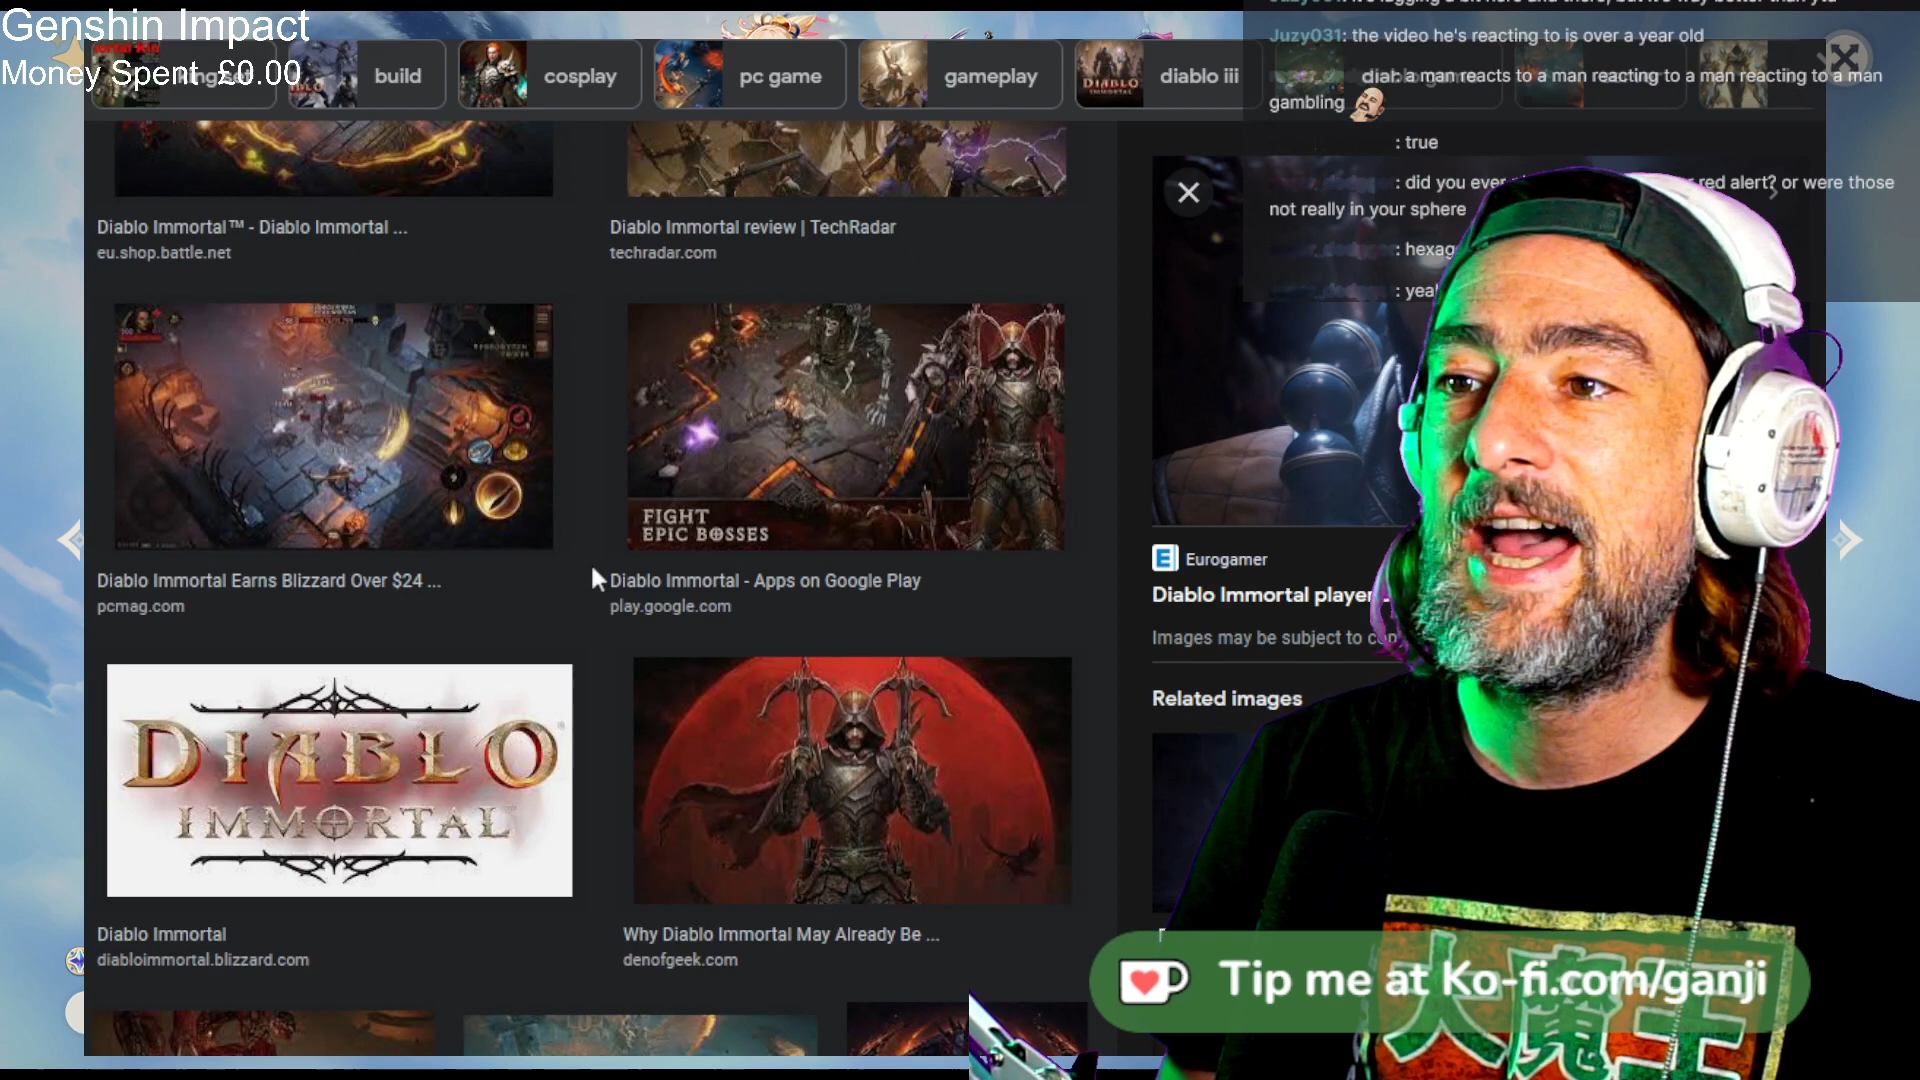 Genshin Impact
Money Spent £0.00
build
cosplay
pc game
gameplay
diablo iii
Juzy031: the video he's reacting to is over a year old
: a man reacts to a man reacting to a man reacting to a man
gambling
: true
: did you ever
red alert? or were those
not really in your sphere
Diablo Immortal™ - Diablo Immortal ...
eu.shop.battle.net
Diablo Immortal review | TechRadar
techradar.com
FIGHT
EPIC BOSSES
Diablo Immortal Earns Blizzard Over $24 ...
pcmag.com
Diablo Immortal - Apps on Google Play
play.google.com
Eurogamer
Diablo Immortal player
Images may be subject to
Related images
DIABLO
IMMORTAL
Diablo Immortal
diabloimmortal.blizzard.com
Why Diablo Immortal May Already Be ...
denofgeek.com
Tip me at Ko-fi.com/ganji
大魔王